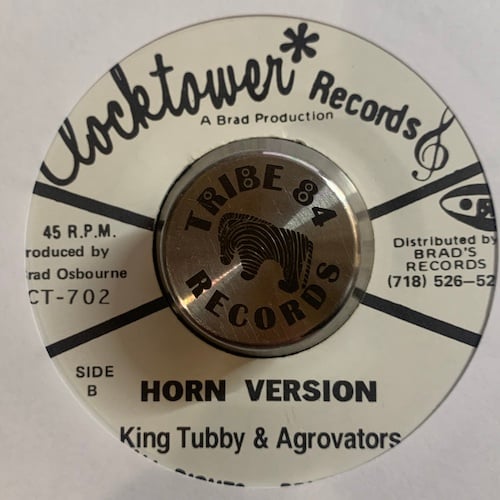 Clocktower* Records
A Brad Production
TRIBE 84
RECORDS
45 R.P.M.
roduced by
rad Osbourne
CT-702
Distributed by
BRAD'S
RECORDS
(718) 526-52
SIDE
B
HORN VERSION
King Tubby & Agrovators